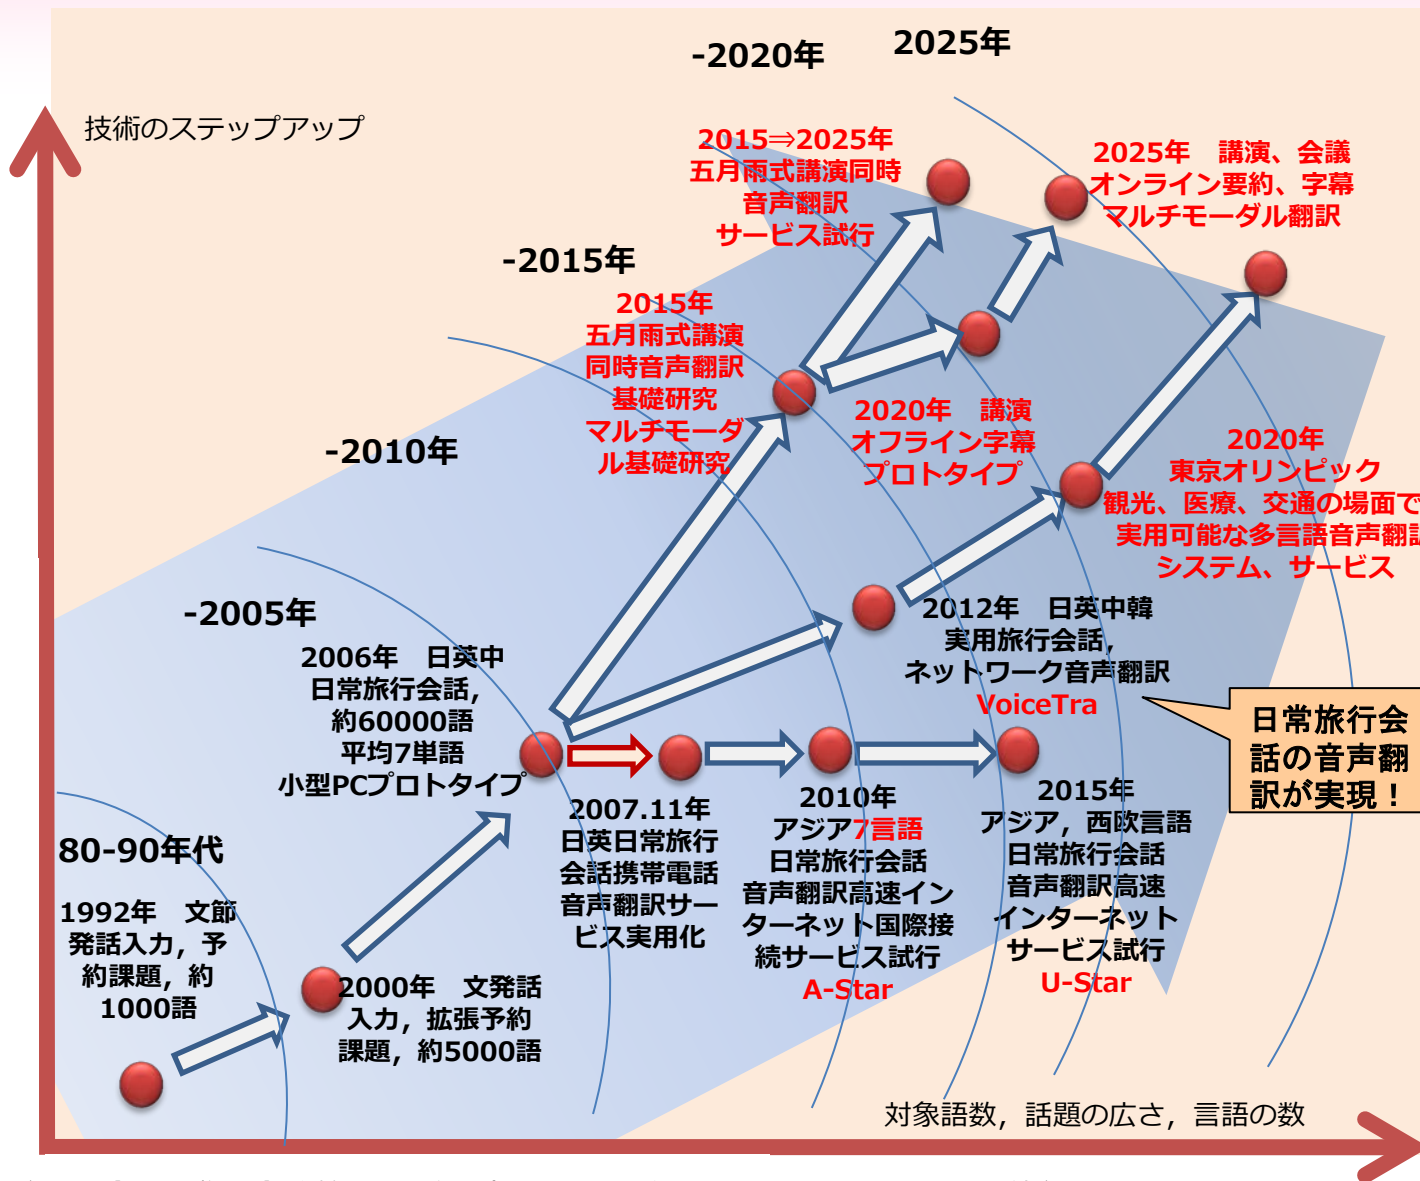 -2020年
2025年
技術のステップアップ
2015⇒2025年
五月雨式講演同時
音声翻訳
サービス試行
2025年　講演、会議
オンライン要約、字幕
マルチモーダル翻訳
-2015年
2015年
五月雨式講演
同時音声翻訳
基礎研究
マルチモーダ
ル基礎研究
2020年　講演
オフライン字幕
プロトタイプ
2020年
東京オリンピック
観光、医療、交通の場面で
実用可能な多言語音声翻訳
システム、サービス
-2010年
-2005年
2006年　日英中
日常旅行会話,
約60000語
平均7単語
小型PCプロトタイプ
2012年　日英中韓
実用旅行会話,
ネットワーク音声翻訳
VoiceTra
日常旅行会
話の音声翻
訳が実現！
80-90年代
1992年　文節
発話入力，予
約課題，約
1000語
2000年　文発話
入力，拡張予約
課題，約5000語
2007.11年
日英日常旅行
会話携帯電話
音声翻訳サー
ビス実用化
2010年
アジア7言語
日常旅行会話
音声翻訳高速イン
ターネット国際接
続サービス試行
A-Star
2015年
アジア，西欧言語
日常旅行会話
音声翻訳高速
インターネット
サービス試行
U-Star
対象語数，話題の広さ，言語の数